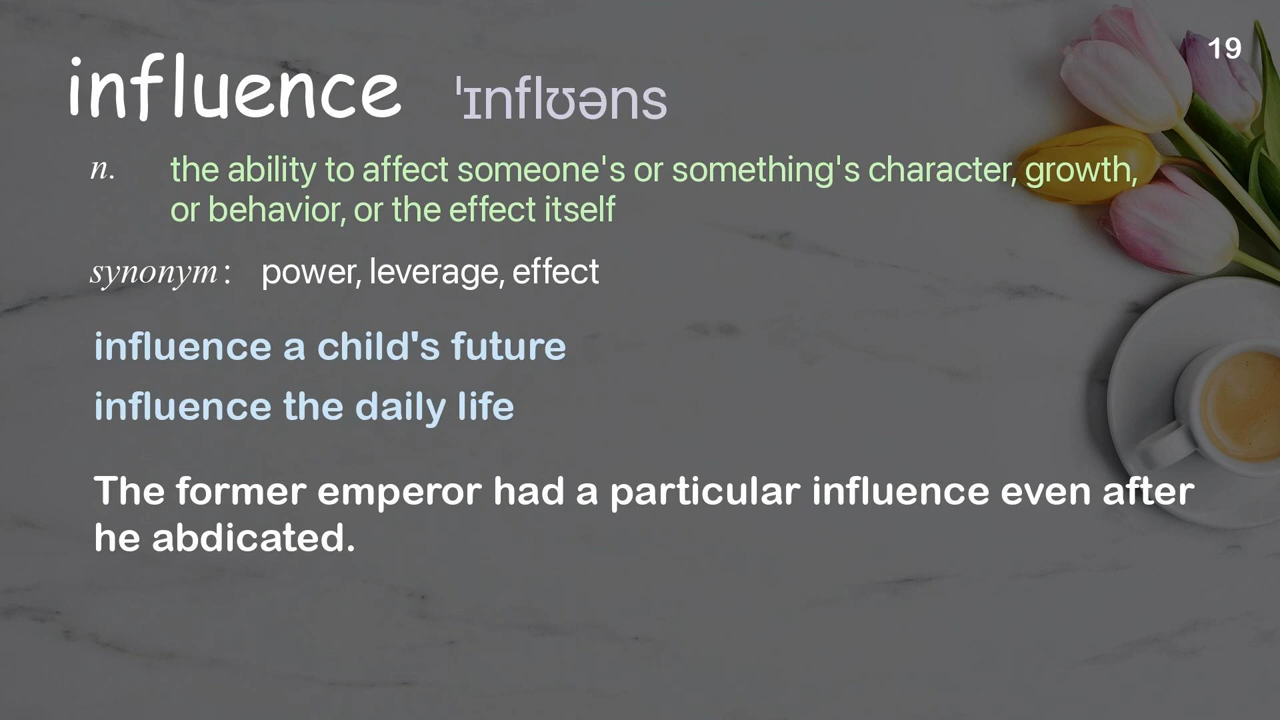 19
influence ˈɪnflʊəns
n. the ability to affect someone's or something's character, growth,
or behavior, or the effect itself
synonym: power, leverage, effect
influence a child's future
influence the daily life
The former emperor had a particular influence even after
he abdicated.